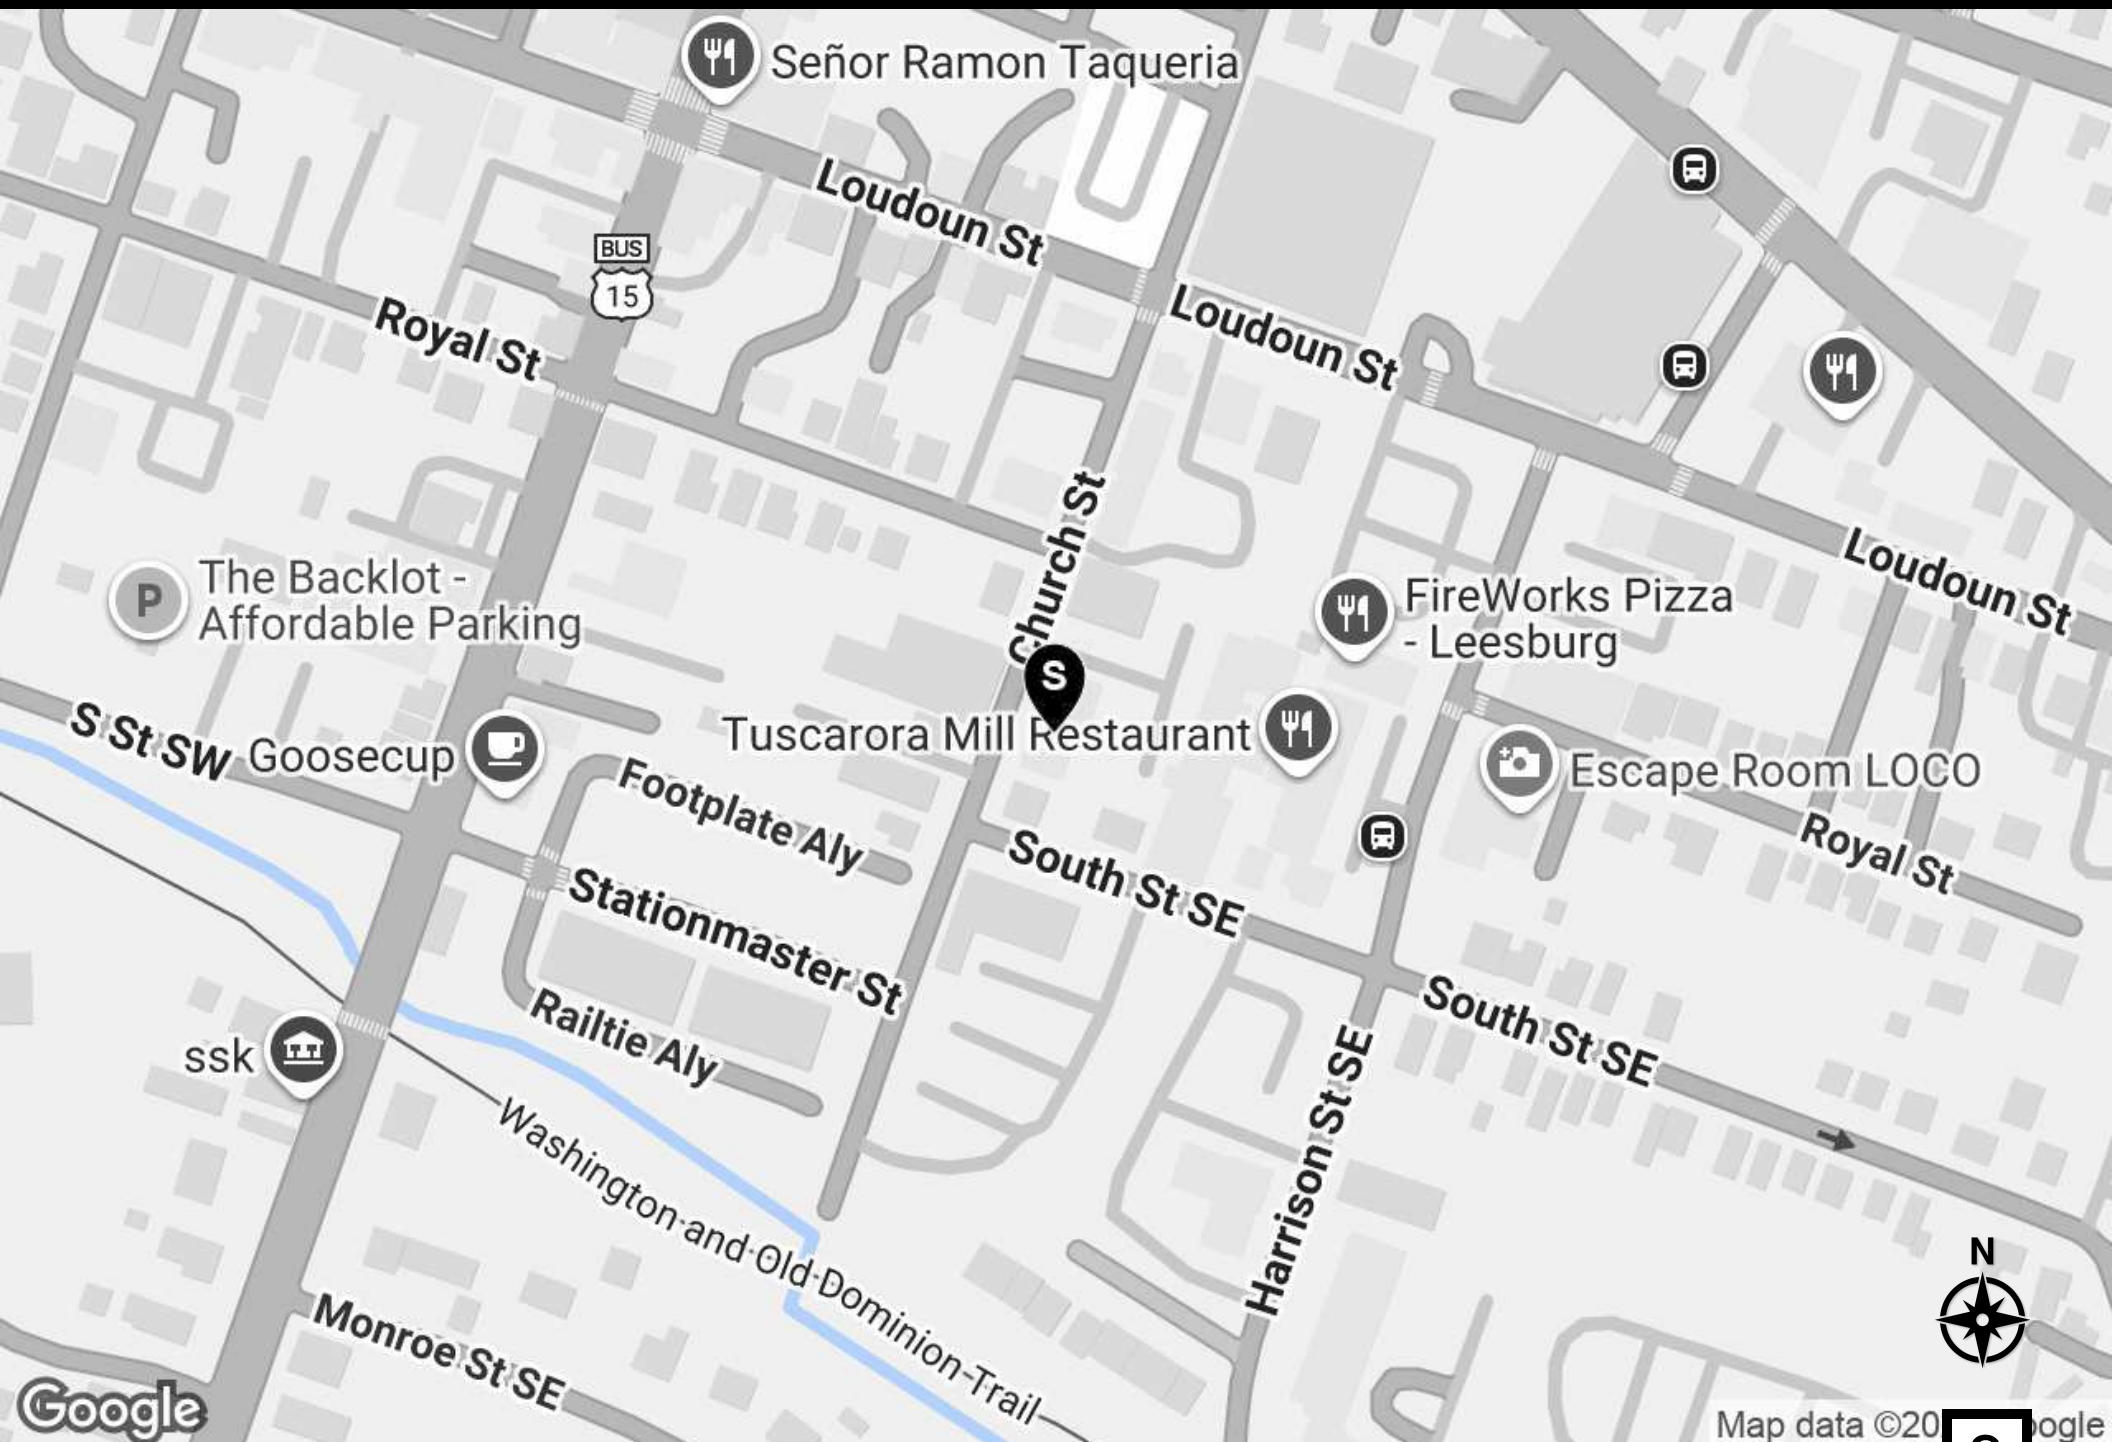 Señor Ramon Taqueria
Loudoun St
BUS
15
Royal St
Loudoun St
Church St
Loudoun St
The Backlot -
Affordable Parking
P
FireWorks Pizza
- Leesburg
S
S St SW
Goosecup
Tuscarora Mill Restaurant
Escape Room LOCO
Footplate Aly
South St SE
Royal St
Stationmaster St
Railtie Aly
South St SE
ssk
Harrison St SE
Washington and Old Dominion Trail
N
Monroe St SE
Google
Map data ©20